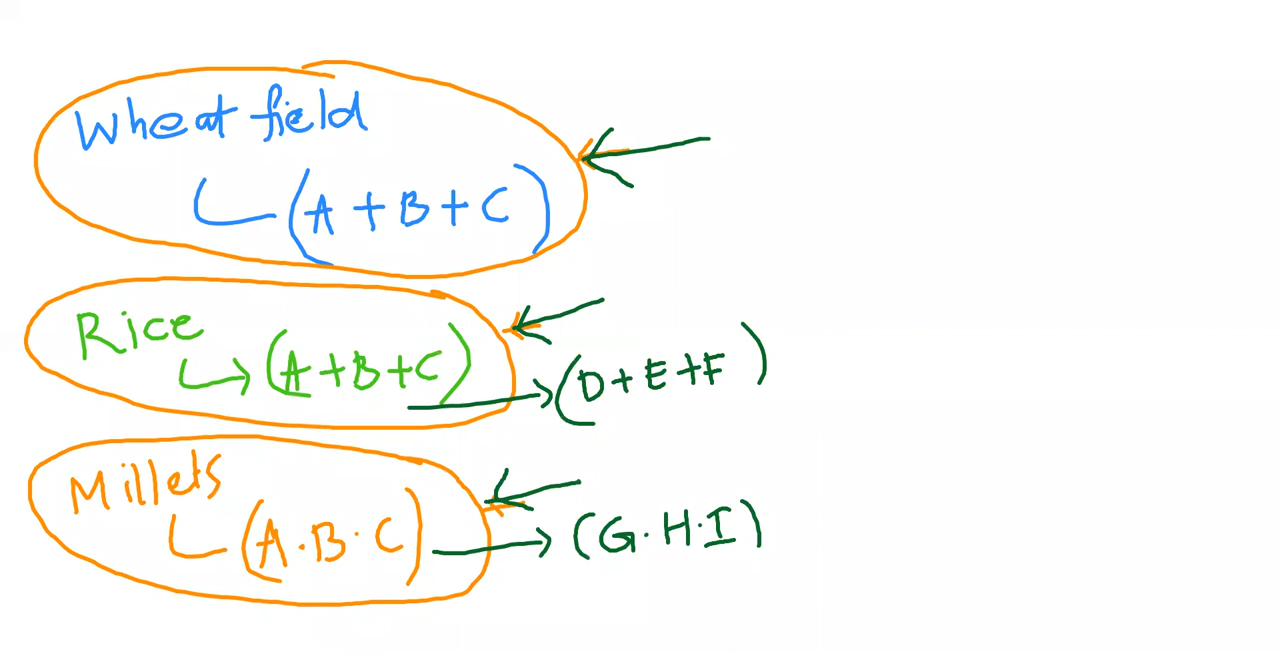 Wheat field
(A + B + C)
Rice
(A + B + C) → (D + E + F)
Millets
(A . B . C) → (G . H . I)